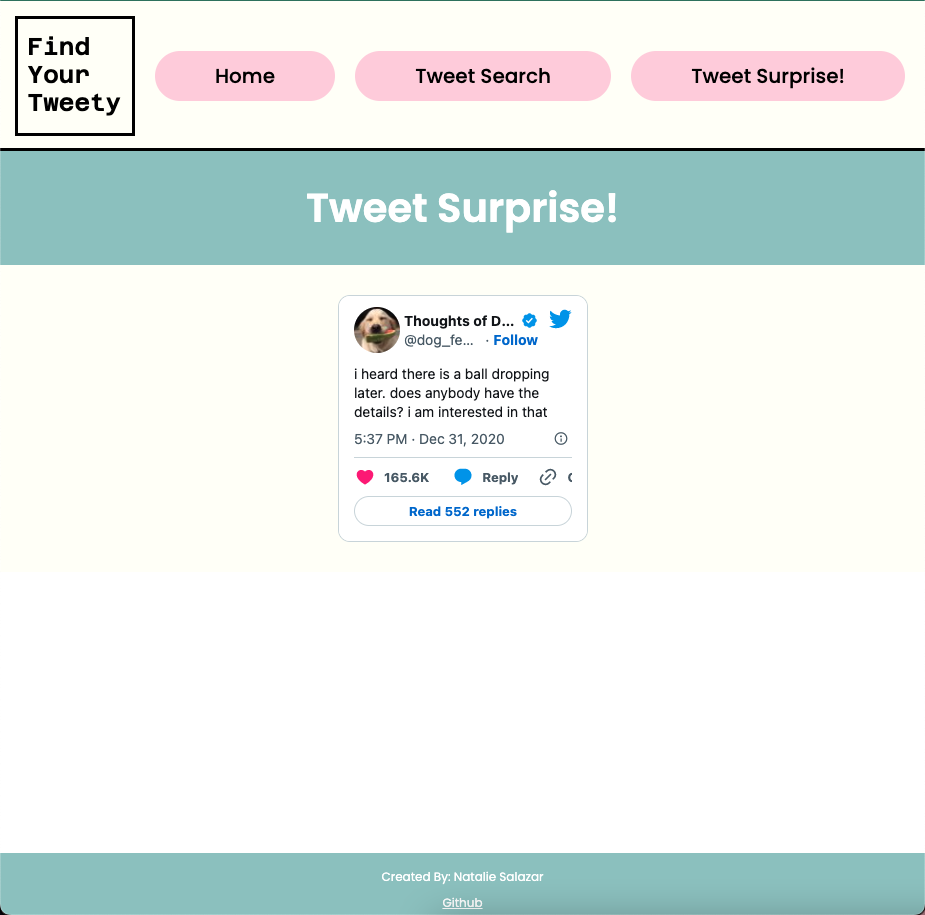 Find
Your
Tweety
Home
Tweet Search
Tweet Surprise!
Tweet Surprise!
Thoughts of D...
@dog_fe... · Follow
i heard there is a ball dropping
later. does anybody have the
details? i am interested in that
5:37 PM · Dec 31, 2020
165.6K Reply
Read 552 replies
Created By: Natalie Salazar
Github